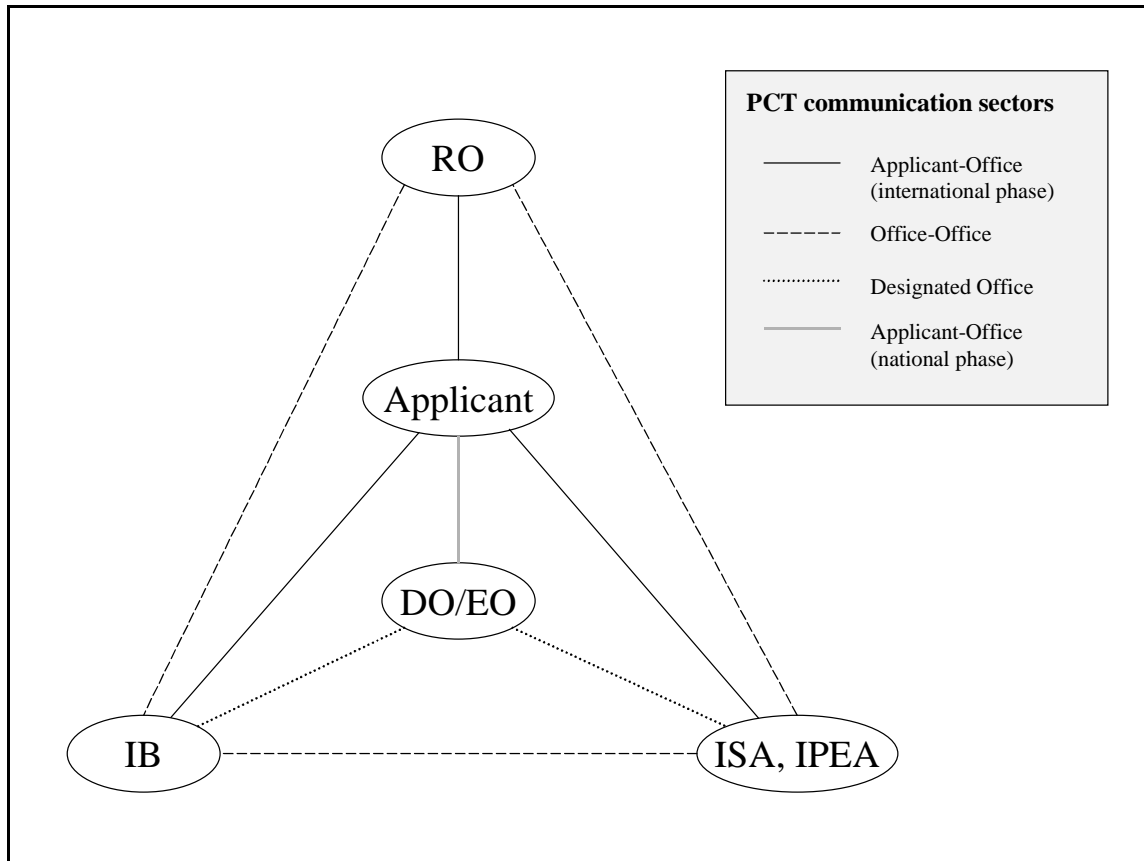 PCT communication sectors
Applicant-Office
(international phase)
Office-Office
Designated Office
Applicant-Office
(national phase)
RO
Applicant
DO/EO
IB
ISA, IPEA